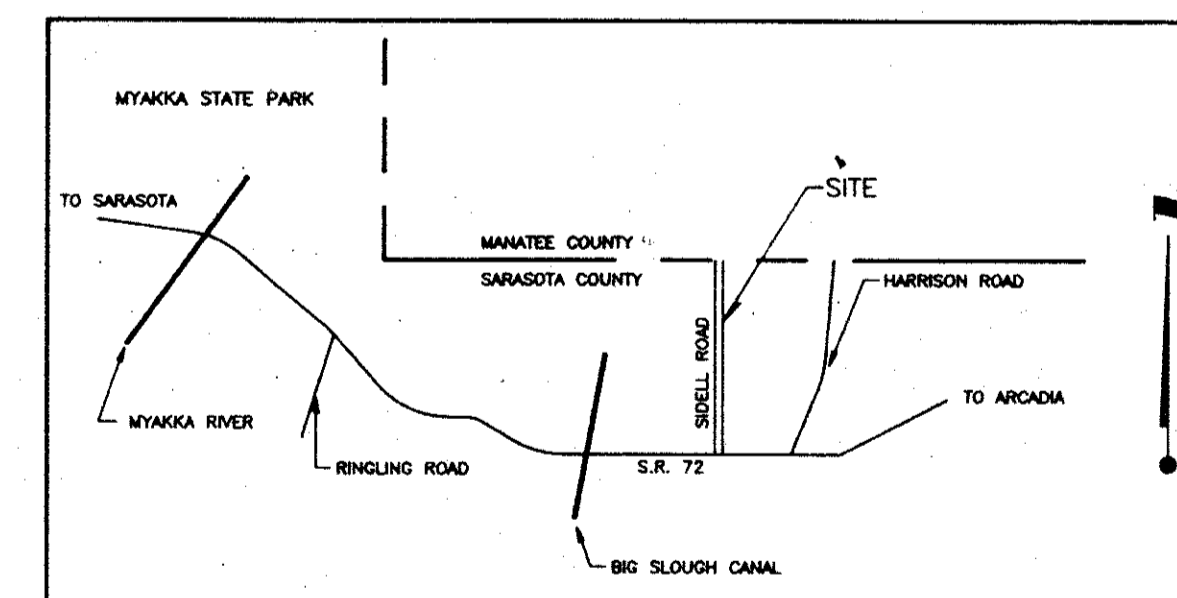 MYAKKA STATE PARK
TO SARASOTA
SITE
MANATEE COUNTY
SARASOTA COUNTY
HARRISON ROAD
SIDELL ROAD
TO ARCADIA
MYAKKA RIVER
RINGLING ROAD
S.R. 72
BIG SLOUGH CANAL